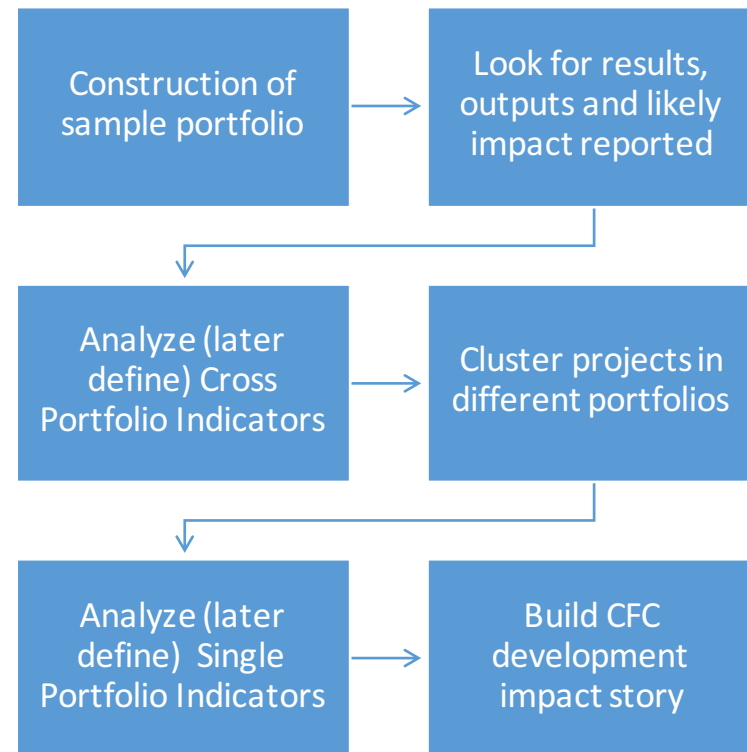 Construction of
sample portfolio
Look for results,
outputs and likely
impact reported
Analyze (later
define) Cross
Portfolio Indicators
Cluster projects in
different portfolios
Analyze (later
define)  Single
Portfolio Indicators
Build CFC
development
impact story